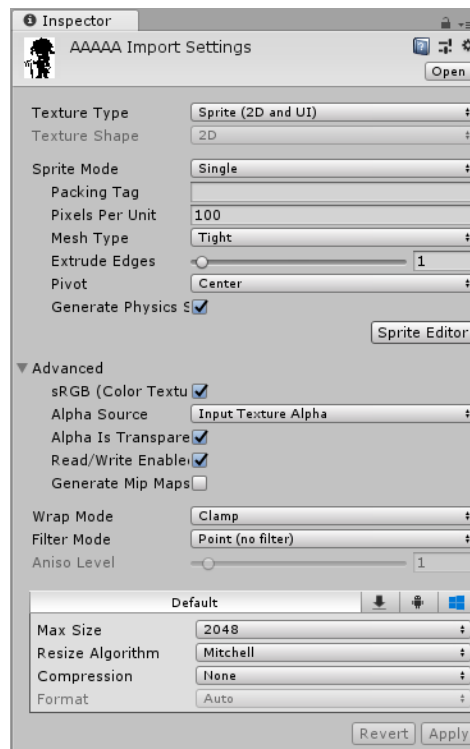 Inspector
AAAAA Import Settings
Open
Texture Type Sprite (2D and UI)
Texture Shape 2D
Sprite Mode Single
Packing Tag
Pixels Per Unit 100
Mesh Type Tight
Extrude Edges 1
Pivot Center
Generate Physics S
Sprite Editor
Advanced
sRGB (Color Textu
Alpha Source Input Texture Alpha
Alpha Is Transpare
Read/Write Enable
Generate Mip Maps
Wrap Mode Clamp
Filter Mode Point (no filter)
Aniso Level 1
Default
Max Size 2048
Resize Algorithm Mitchell
Compression None
Format Auto
Revert Apply